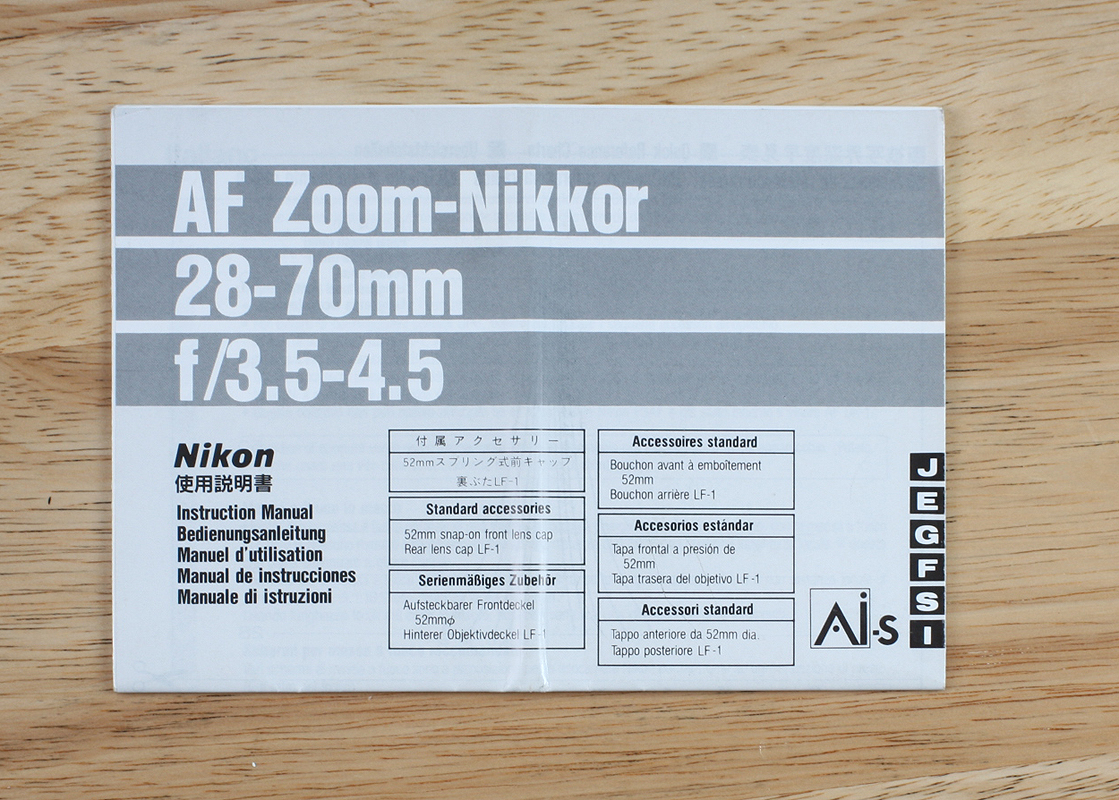 AF Zoom-Nikkor
28-70mm
f/3.5-4.5
Nikon
使用説明書
Instruction Manual
Bedienungsanleitung
Manuel d'utilisation
Manual de instrucciones
Manuale di istruzioni
付属アクセサリー
52mmスプリング式前キャップ
裏ぶたLF-1
Standard accessories
52mm snap-on front lens cap
Rear lens cap LF-1
Serienmäßiges Zubehör
Aufsteckbarer Frontdeckel
52mmϕ
Hinterer Objektivdeckel LF-1
Accessoires standard
Bouchon avant à emboîtement
52mm
Bouchon arrière LF-1
Accesorios estándar
Tapa frontal a presión de
52mm
Tapa trasera del objetivo LF-1
Accessori standard
Tappo anteriore da 52mm dia.
Tappo posteriore LF-1
Ai-s
J
E
G
F
S
I